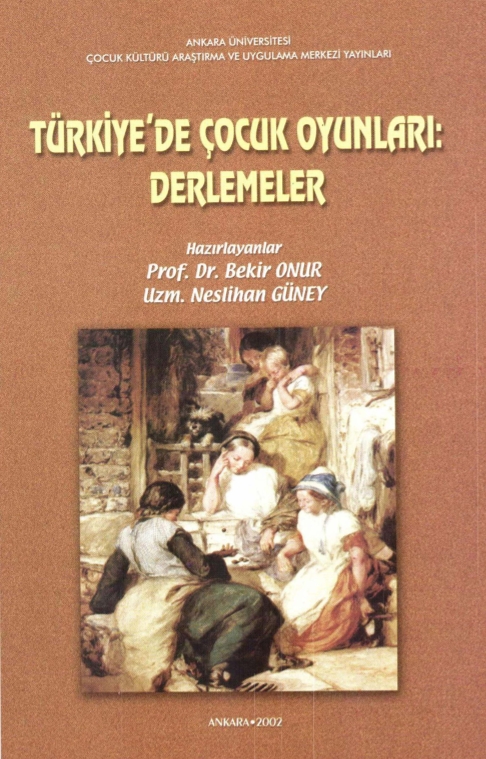 ANKARA ÜNİVERSİTESİ
ÇOCUK KÜLTÜRÜ ARAŞTIRMA VE UYGULAMA MERKEZİ YAYINLARI
TÜRKİYE'DE ÇOCUK OYUNLARI:
DERLEMELER
Hazırlayanlar
Prof. Dr. Bekir ONUR
Uzm. Neslihan GÜNEY
ANKARA•2002